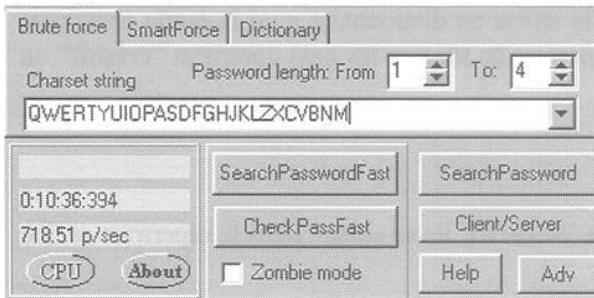 Brute force SmartForce Dictionary
Charset string Password length: From 1 To: 4
QWERTYUIOPASDFGHJKLZXCVBNM
SearchPasswordFast SearchPassword
0:10:36:394
718.51 p/sec CheckPassFast Client/Server
CPU About Zombie mode Help Adv